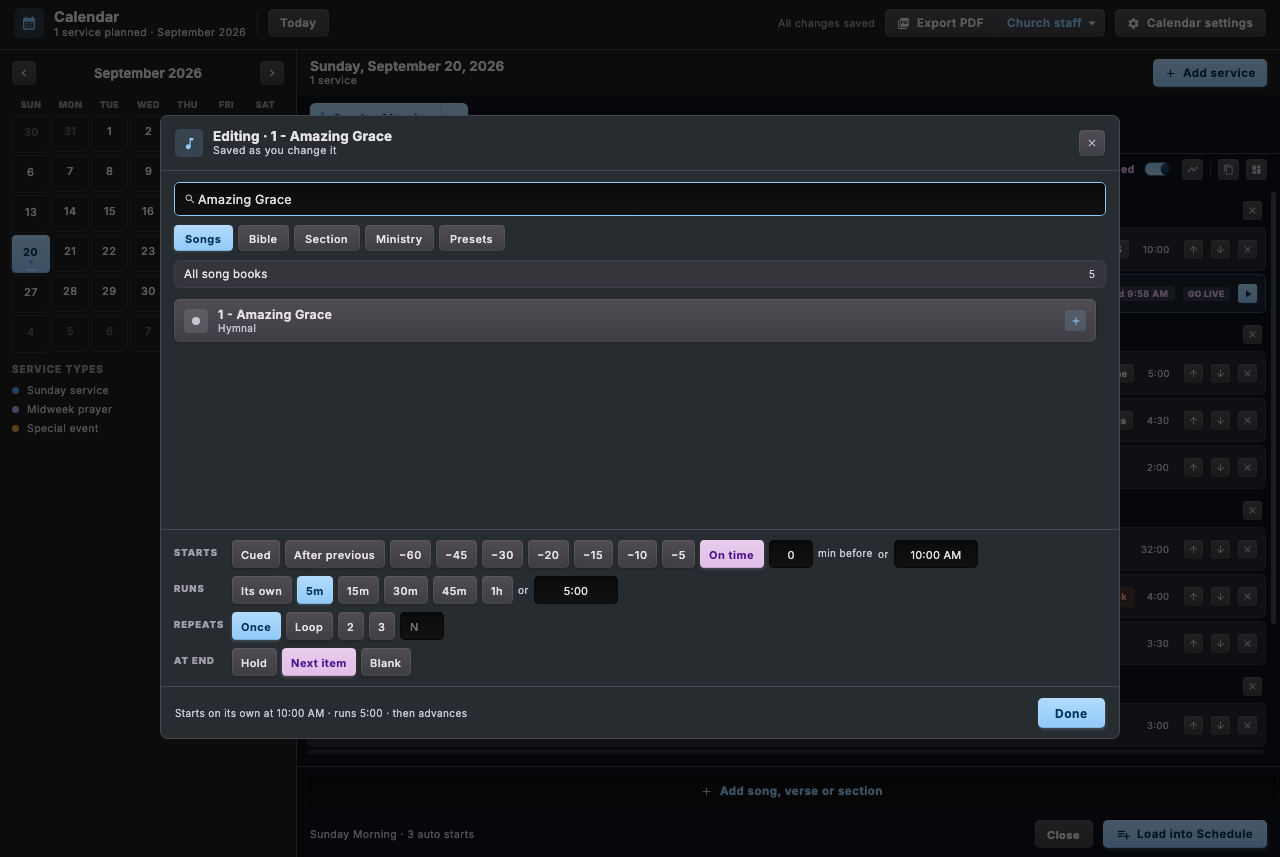 Calendar
1 service planned · September 2026
Today
All changes saved
Export PDF
Church staff
Calendar settings
September 2026
SUN MON TUE WED THU FRI SAT
30 31 1 2
6 7 8 9
13 14 15 16
20 21 22 23
27 28 29 30
4 5 6 7
SERVICE TYPES
Sunday service
Midweek prayer
Special event
Sunday, September 20, 2026
1 service
+ Add service
Editing · 1 - Amazing Grace
Saved as you change it
Amazing Grace
Songs Bible Section Ministry Presets
All song books 5
1 - Amazing Grace
Hymnal
STARTS Cued After previous −60 −45 −30 −20 −15 −10 −5 On time 0 min before or 10:00 AM
RUNS Its own 5m 15m 30m 45m 1h or 5:00
REPEATS Once Loop 2 3 N
AT END Hold Next item Blank
Starts on its own at 10:00 AM · runs 5:00 · then advances
Done
ed
10:00
9:58 AM GO LIVE
5:00
4:30
2:00
32:00
4:00
3:30
3:00
+ Add song, verse or section
Sunday Morning · 3 auto starts
Close
Load into Schedule